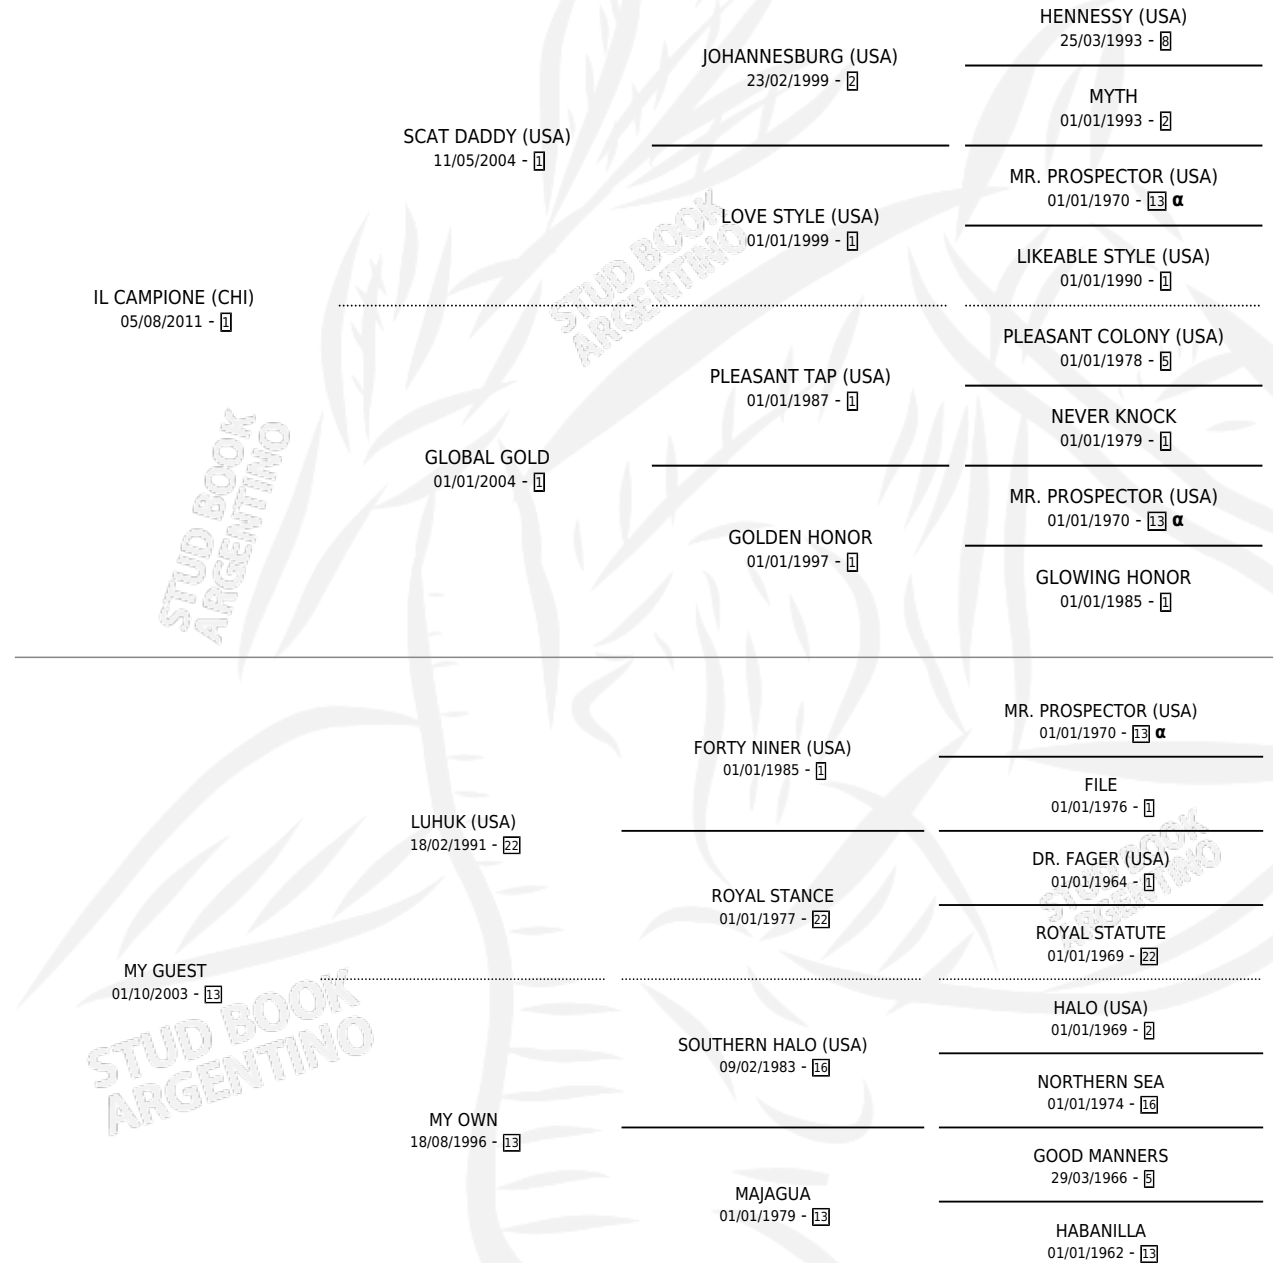 HENNESSY (USA)
25/03/1993 - 8
JOHANNESBURG (USA)
23/02/1999 - 2
MYTH
01/01/1993 - 2
SCAT DADDY (USA)
11/05/2004 - 1
MR. PROSPECTOR (USA)
01/01/1970 - 13 α
LOVE STYLE (USA)
01/01/1999 - 1
LIKEABLE STYLE (USA)
01/01/1990 - 1
STUD BOOK
ARGENTINO
IL CAMPIONE (CHI)
05/08/2011 - 1
PLEASANT COLONY (USA)
01/01/1978 - 5
PLEASANT TAP (USA)
01/01/1987 - 1
NEVER KNOCK
01/01/1979 - 1
GLOBAL GOLD
01/01/2004 - 1
MR. PROSPECTOR (USA)
01/01/1970 - 13 α
GOLDEN HONOR
01/01/1997 - 1
GLOWING HONOR
01/01/1985 - 1
STUD BOOK
ARGENTINO
MR. PROSPECTOR (USA)
01/01/1970 - 13 α
FORTY NINER (USA)
01/01/1985 - 1
FILE
01/01/1976 - 1
LUHUK (USA)
18/02/1991 - 22
DR. FAGER (USA)
01/01/1964 - 1
ROYAL STANCE
01/01/1977 - 22
ROYAL STATUTE
01/01/1969 - 22
STUD BOOK
ARGENTINO
MY GUEST
01/10/2003 - 13
HALO (USA)
01/01/1969 - 2
SOUTHERN HALO (USA)
09/02/1983 - 16
NORTHERN SEA
01/01/1974 - 16
STUD BOOK
ARGENTINO
MY OWN
18/08/1996 - 13
GOOD MANNERS
29/03/1966 - 5
MAJAGUA
01/01/1979 - 13
HABANILLA
01/01/1962 - 13